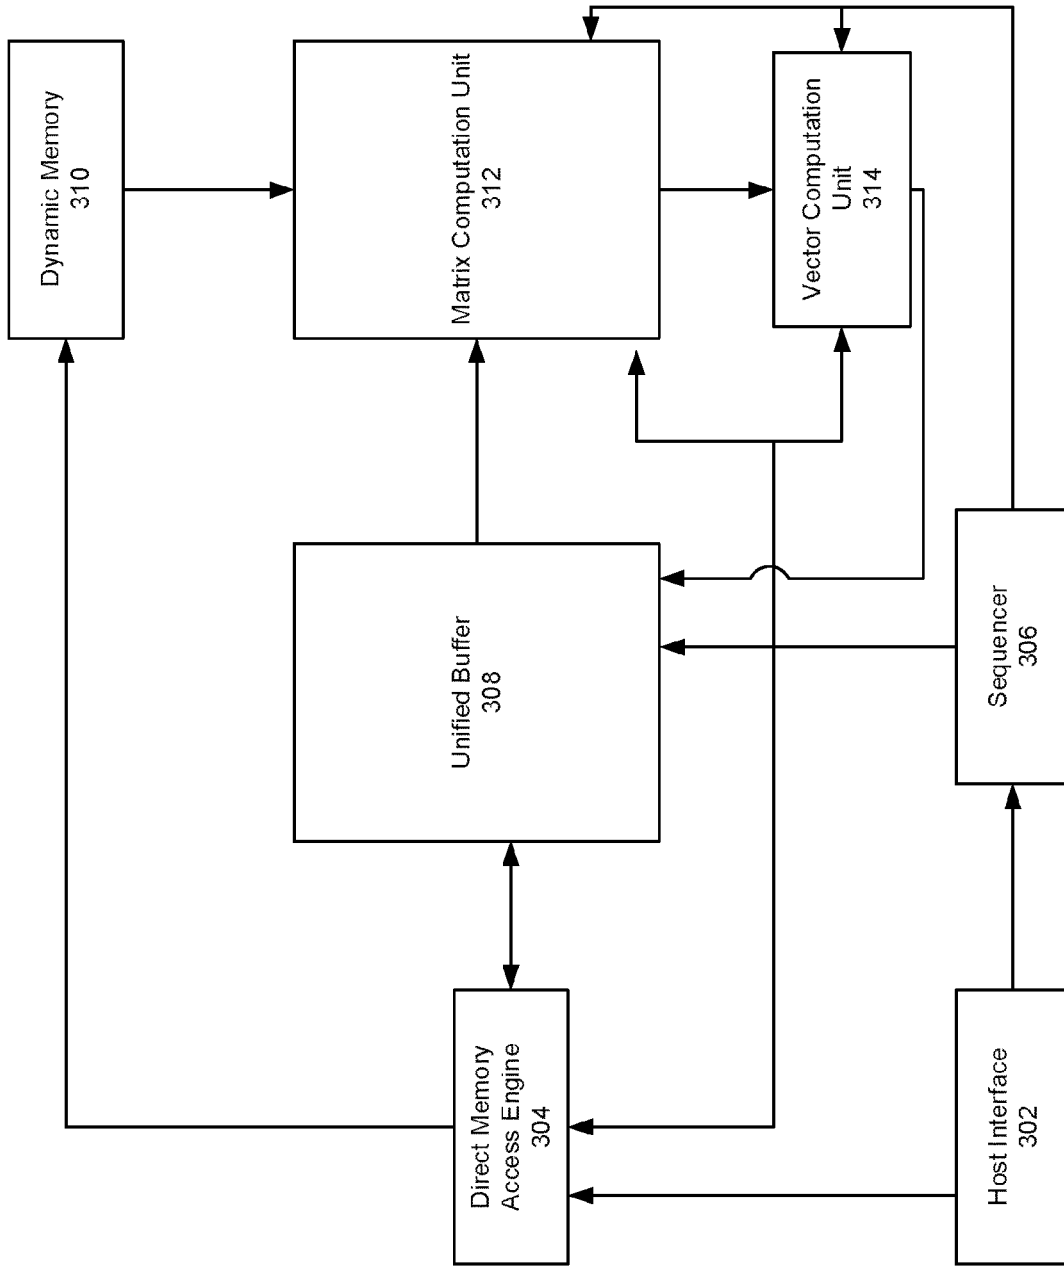 Dynamic Memory
310
Matrix Computation Unit
312
Vector Computation
Unit
314
Unified Buffer
308
Sequencer
306
Direct Memory
Access Engine
304
Host Interface
302